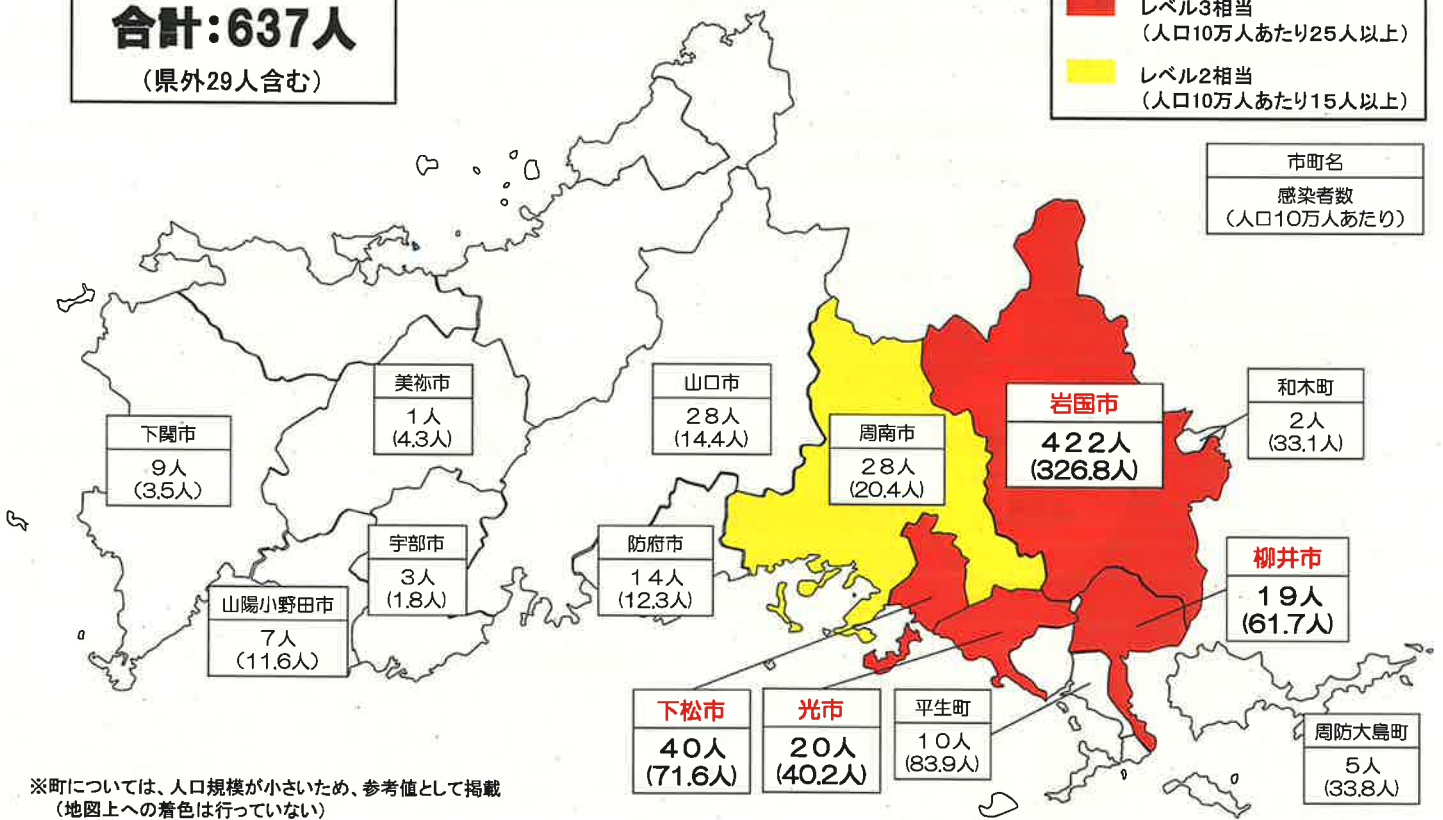 合計：637人
（県外29人含む）
レベル3相当
（人口10万人あたり25人以上）
レベル2相当
（人口10万人あたり15人以上）
市町名
感染者数
（人口10万人あたり）
岩国市
422人
(326.8人)
和木町
2人
(33.1人)
美祢市
1人
(4.3人)
山口市
28人
(14.4人)
下関市
9人
(3.5人)
周南市
28人
(20.4人)
宇部市
3人
(1.8人)
防府市
14人
(12.3人)
柳井市
19人
(61.7人)
山陽小野田市
7人
(11.6人)
下松市
40人
(71.6人)
光市
20人
(40.2人)
平生町
10人
(83.9人)
周防大島町
5人
(33.8人)
※町については、人口規模が小さいため、参考値として掲載
（地図上への着色は行っていない）